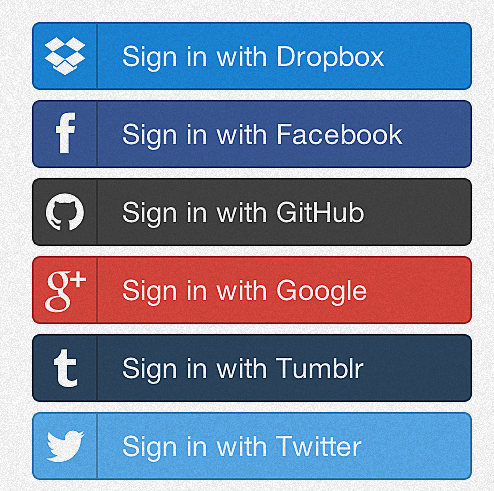 Sign in with Dropbox
f Sign in with Facebook
Sign in with GitHub
g+ Sign in with Google
t Sign in with Tumblr
Sign in with Twitter